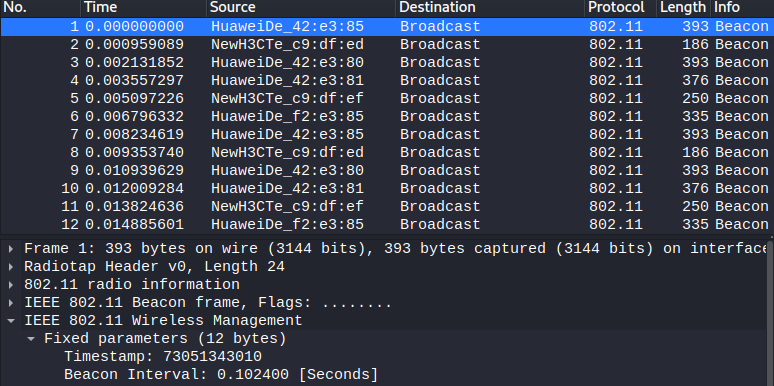 No. Time Source Destination Protocol Length Info
1 0.000000000 HuaweiDe_42:e3:85 Broadcast 802.11 393 Beacon
2 0.000959089 NewH3CTe_c9:df:ed Broadcast 802.11 186 Beacon
3 0.002131852 HuaweiDe_42:e3:80 Broadcast 802.11 393 Beacon
4 0.003557297 HuaweiDe_42:e3:81 Broadcast 802.11 376 Beacon
5 0.005097226 NewH3CTe_c9:df:ef Broadcast 802.11 250 Beacon
6 0.006796332 HuaweiDe_f2:e3:85 Broadcast 802.11 335 Beacon
7 0.008234619 HuaweiDe_42:e3:85 Broadcast 802.11 393 Beacon
8 0.009353740 NewH3CTe_c9:df:ed Broadcast 802.11 186 Beacon
9 0.010939629 HuaweiDe_42:e3:80 Broadcast 802.11 393 Beacon
10 0.012009284 HuaweiDe_42:e3:81 Broadcast 802.11 376 Beacon
11 0.013824636 NewH3CTe_c9:df:ef Broadcast 802.11 250 Beacon
12 0.014885601 HuaweiDe_f2:e3:85 Broadcast 802.11 335 Beacon
Frame 1: 393 bytes on wire (3144 bits), 393 bytes captured (3144 bits) on interface
Radiotap Header v0, Length 24
802.11 radio information
IEEE 802.11 Beacon frame, Flags: ........
IEEE 802.11 Wireless Management
Fixed parameters (12 bytes)
Timestamp: 73051343010
Beacon Interval: 0.102400 [Seconds]